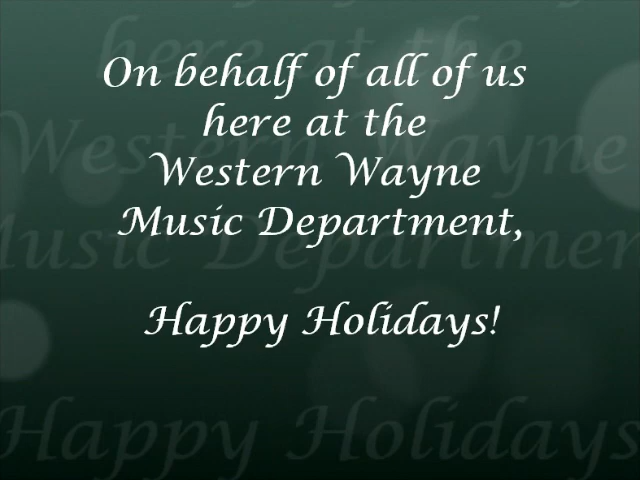 On behalf of all of us
here at the
Western Wayne
Music Department,
Happy Holidays!